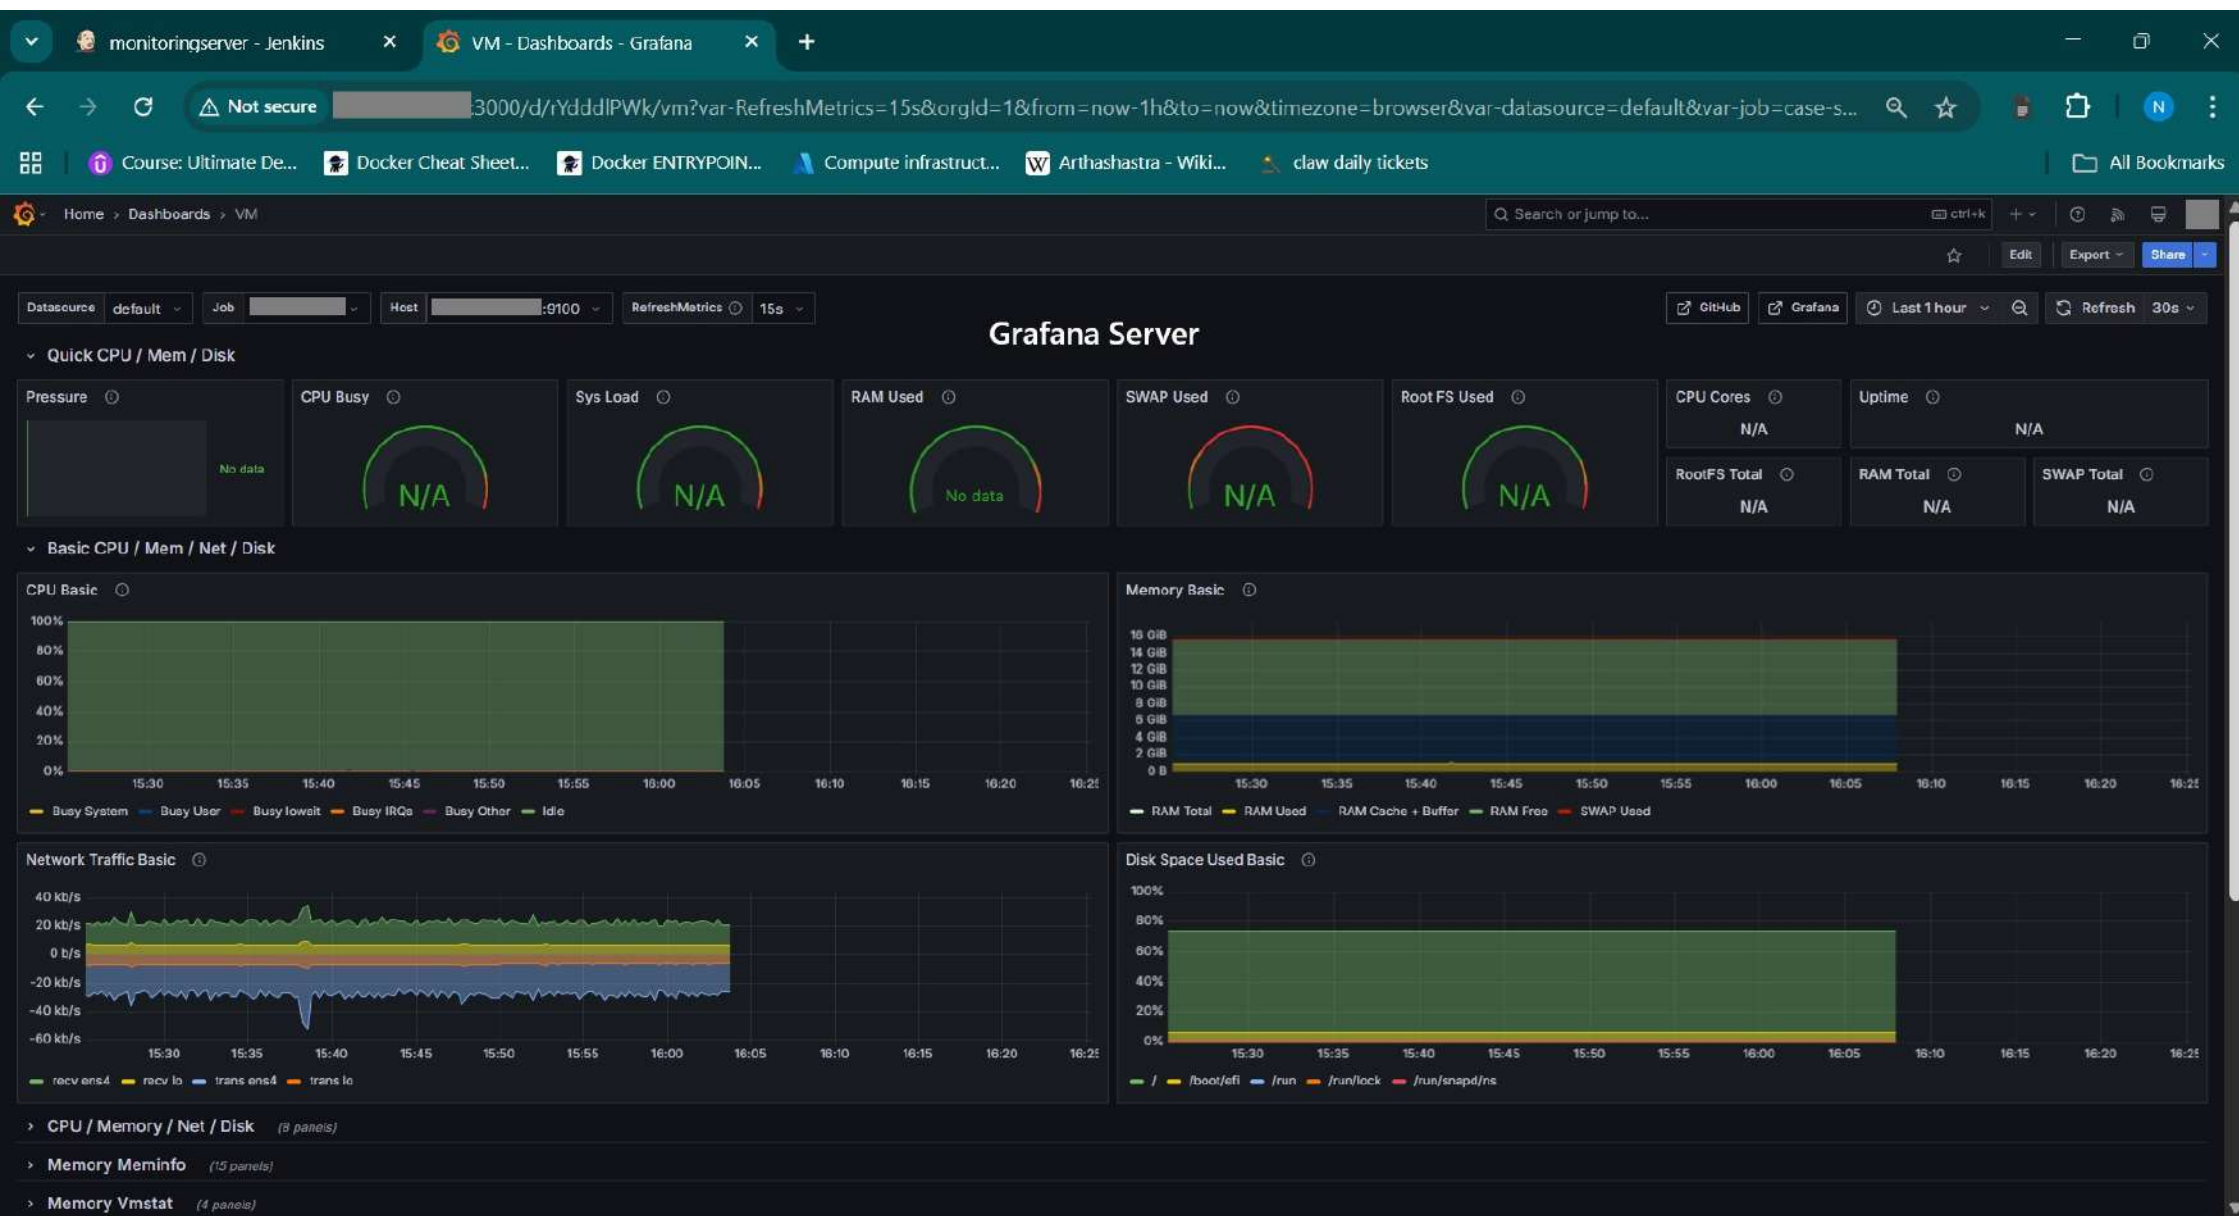 monitoringserver - Jenkins
VM - Dashboards - Grafana
Not secure
:3000/d/rYdddlPWk/vm?var-RefreshMetrics=15s&orgId=1&from=now-1h&to=now&timezone=browser&var-datasource=default&var-job=case-s...
N
Course: Ultimate De...
Docker Cheat Sheet...
Docker ENTRYPOIN...
Compute infrastruct...
W Arthashastra - Wiki...
claw daily tickets
All Bookmarks
Home > Dashboards > VM
Search or jump to...
ctrl+k
Edit
Export
Share
Datasource default
Job
Host :9100
RefreshMetrics 15s
GitHub
Grafana
Last 1 hour
Refresh 30s
Grafana Server
Quick CPU / Mem / Disk
Pressure
No data
CPU Busy
N/A
Sys Load
N/A
RAM Used
No data
SWAP Used
N/A
Root FS Used
N/A
CPU Cores
N/A
Uptime
N/A
RootFS Total
N/A
RAM Total
N/A
SWAP Total
N/A
Basic CPU / Mem / Net / Disk
CPU Basic
100%
80%
60%
40%
20%
0%
15:30 15:35 15:40 15:45 15:50 15:55 16:00 16:05 16:10 16:15 16:20 16:25
Busy System Busy User Busy Iowait Busy IRQs Busy Other Idle
Memory Basic
16 GiB
14 GiB
12 GiB
10 GiB
8 GiB
6 GiB
4 GiB
2 GiB
0 B
15:30 15:35 15:40 15:45 15:50 15:55 16:00 16:05 16:10 16:15 16:20 16:25
RAM Total RAM Used RAM Cache + Buffer RAM Free SWAP Used
Network Traffic Basic
40 kb/s
20 kb/s
0 b/s
-20 kb/s
-40 kb/s
-60 kb/s
15:30 15:35 15:40 15:45 15:50 15:55 16:00 16:05 16:10 16:15 16:20 16:25
recv ens4 recv lo trans ens4 trans lo
Disk Space Used Basic
100%
80%
60%
40%
20%
0%
15:30 15:35 15:40 15:45 15:50 15:55 16:00 16:05 16:10 16:15 16:20 16:25
/ /boot/efi /run /run/lock /run/snapd/ns
CPU / Memory / Net / Disk (8 panels)
Memory Meminfo (15 panels)
Memory Vmstat (4 panels)